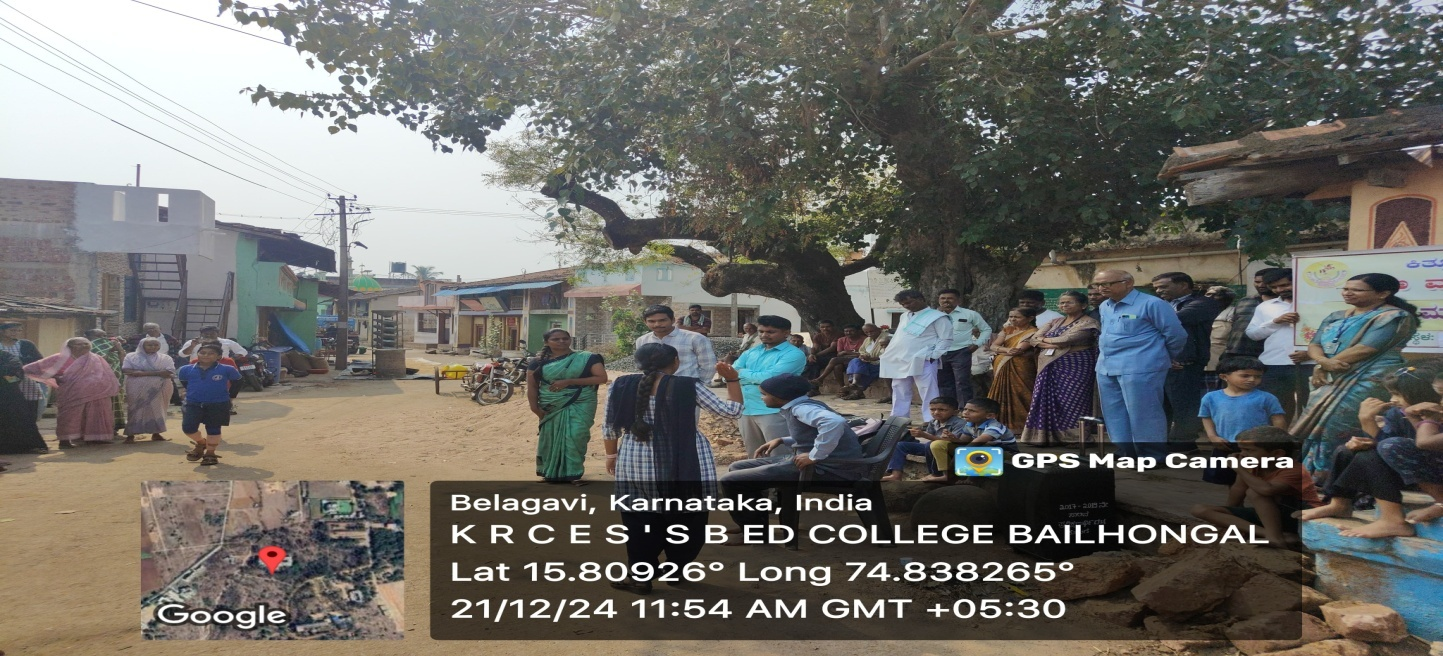 GPS Map Camera
Belagavi, Karnataka, India
K R C E S ' S B ED COLLEGE BAILHONGAL
Lat 15.80926° Long 74.838265°
21/12/24 11:54 AM GMT +05:30
Google